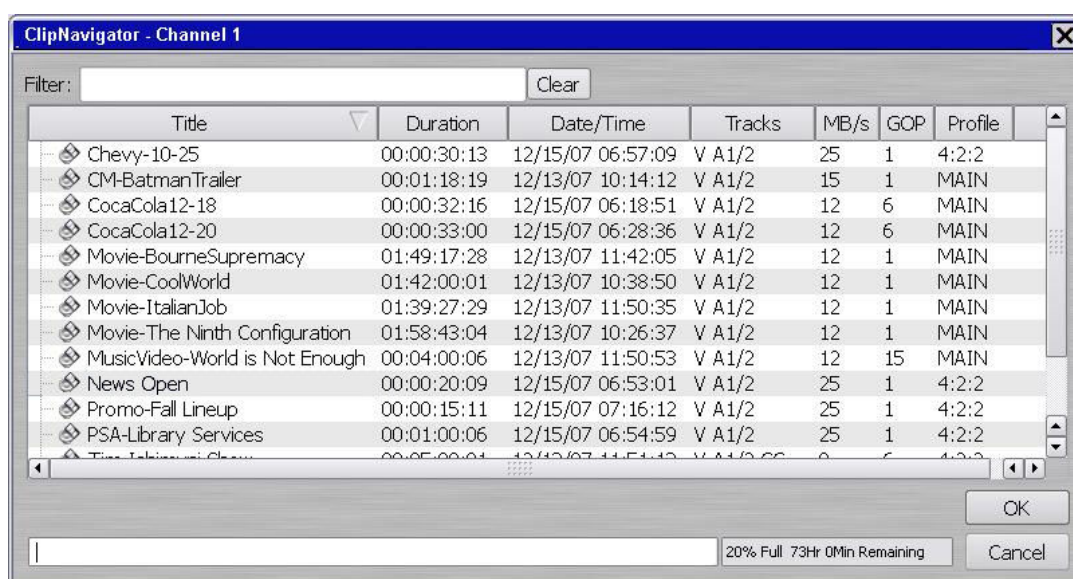 ClipNavigator - Channel 1
Filter: Clear
Title Duration Date/Time Tracks MB/s GOP Profile
Chevy-10-25 00:00:30:13 12/15/07 06:57:09 V A1/2 25 1 4:2:2
CM-BatmanTrailer 00:01:18:19 12/13/07 10:14:12 V A1/2 15 1 MAIN
CocaCola12-18 00:00:32:16 12/15/07 06:18:51 V A1/2 12 6 MAIN
CocaCola12-20 00:00:33:00 12/15/07 06:28:36 V A1/2 12 6 MAIN
Movie-BourneSupremacy 01:49:17:28 12/13/07 11:42:05 V A1/2 12 1 MAIN
Movie-CoolWorld 01:42:00:01 12/13/07 10:38:50 V A1/2 12 1 MAIN
Movie-ItalianJob 01:39:27:29 12/13/07 11:50:35 V A1/2 12 1 MAIN
Movie-The Ninth Configuration 01:58:43:04 12/13/07 10:26:37 V A1/2 12 1 MAIN
MusicVideo-World is Not Enough 00:04:00:06 12/13/07 11:50:53 V A1/2 12 15 MAIN
News Open 00:00:20:09 12/15/07 06:53:01 V A1/2 25 1 4:2:2
Promo-Fall Lineup 00:00:15:11 12/15/07 07:16:12 V A1/2 25 1 4:2:2
PSA-Library Services 00:01:00:06 12/15/07 06:54:59 V A1/2 25 1 4:2:2
OK
20% Full 73Hr 0Min Remaining Cancel